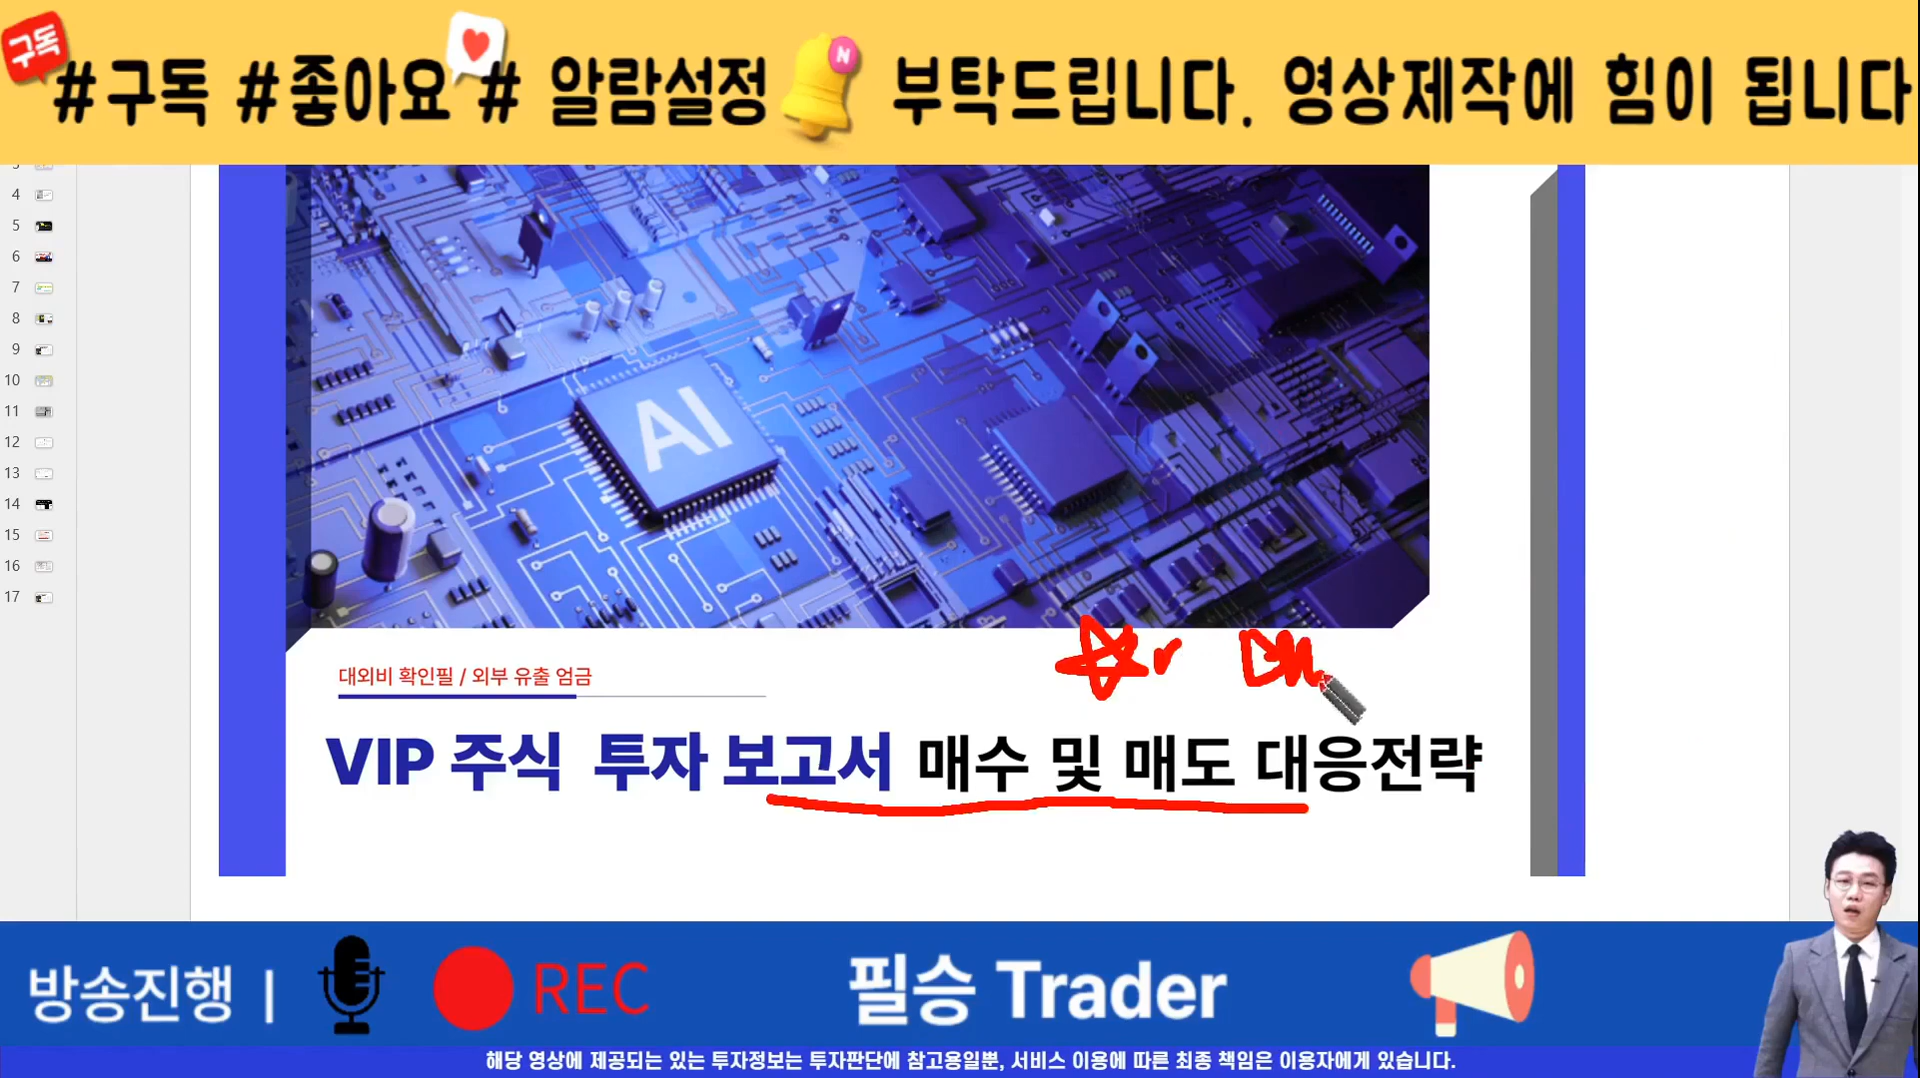 구독
#구독 #좋아요 # 알람설정 N 부탁드립니다. 영상제작에 힘이 됩니다
4
5
6
7
8
9
10
11
12
13
14
15
16
17
AI
대외비 확인필 / 외부 유출 엄금
VIP 주식 투자 보고서 매수 및 매도 대응전략
방송진행 | REC 필승 Trader
해당 영상에 제공되는 있는 투자정보는 투자판단에 참고용일뿐, 서비스 이용에 따른 최종 책임은 이용자에게 있습니다.